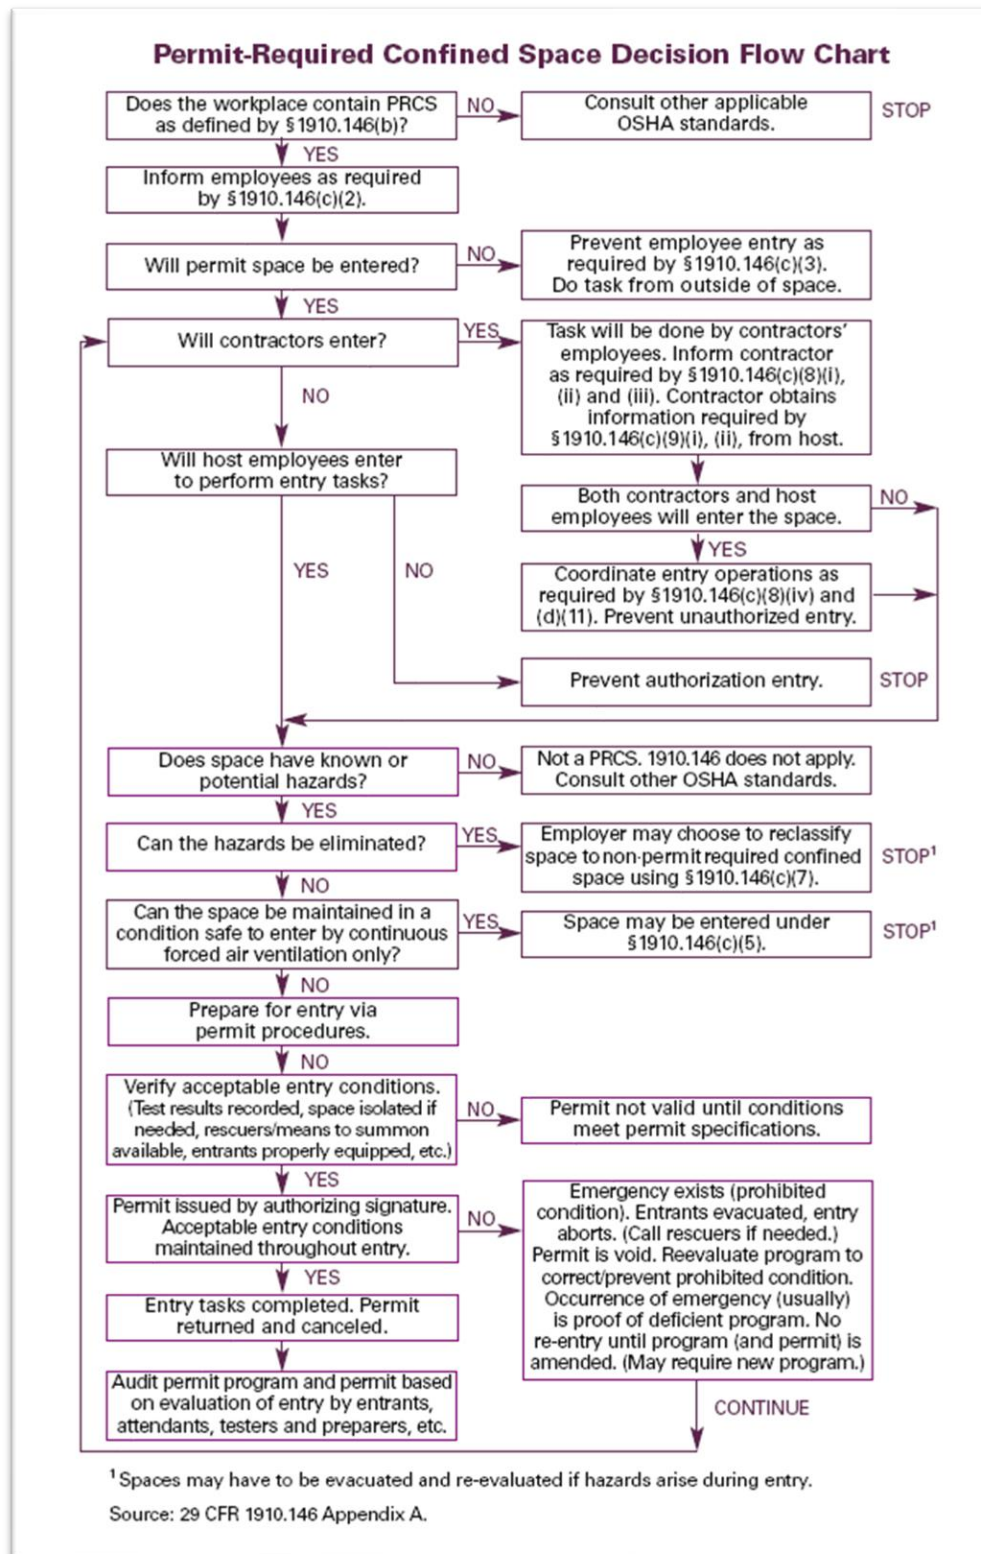 Permit-Required Confined Space Decision Flow Chart
Does the workplace contain PRCS
as defined by §1910.146(b)?
NO
Consult other applicable
OSHA standards.
STOP
YES
Inform employees as required
by §1910.146(c)(2).
Will permit space be entered?
NO
Prevent employee entry as
required by §1910.146(c)(3).
Do task from outside of space.
YES
Will contractors enter?
YES
Task will be done by contractors'
employees. Inform contractor
as required by §1910.146(c)(8)(i),
(ii) and (iii). Contractor obtains
information required by
§1910.146(c)(9)(i), (ii), from host.
NO
Will host employees enter
to perform entry tasks?
Both contractors and host
employees will enter the space.
NO
YES
YES
NO
Coordinate entry operations as
required by §1910.146(c)(8)(iv) and
(d)(11). Prevent unauthorized entry.
Prevent authorization entry.
STOP
Does space have known or
potential hazards?
NO
Not a PRCS. 1910.146 does not apply.
Consult other OSHA standards.
YES
Can the hazards be eliminated?
YES
Employer may choose to reclassify
space to non-permit required confined
space using §1910.146(c)(7).
STOP¹
NO
Can the space be maintained in a
condition safe to enter by continuous
forced air ventilation only?
YES
Space may be entered under
§1910.146(c)(5).
STOP¹
NO
Prepare for entry via
permit procedures.
NO
Verify acceptable entry conditions.
(Test results recorded, space isolated if
needed, rescuers/means to summon
available, entrants properly equipped, etc.)
NO
Permit not valid until conditions
meet permit specifications.
YES
Permit issued by authorizing signature.
Acceptable entry conditions
maintained throughout entry.
NO
Emergency exists (prohibited
condition). Entrants evacuated, entry
aborts. (Call rescuers if needed.)
Permit is void. Reevaluate program to
correct/prevent prohibited condition.
Occurrence of emergency (usually)
is proof of deficient program. No
re-entry until program (and permit) is
amended. (May require new program.)
YES
Entry tasks completed. Permit
returned and canceled.
Audit permit program and permit based
on evaluation of entry by entrants,
attendants, testers and preparers, etc.
CONTINUE
¹ Spaces may have to be evacuated and re-evaluated if hazards arise during entry.
Source: 29 CFR 1910.146 Appendix A.